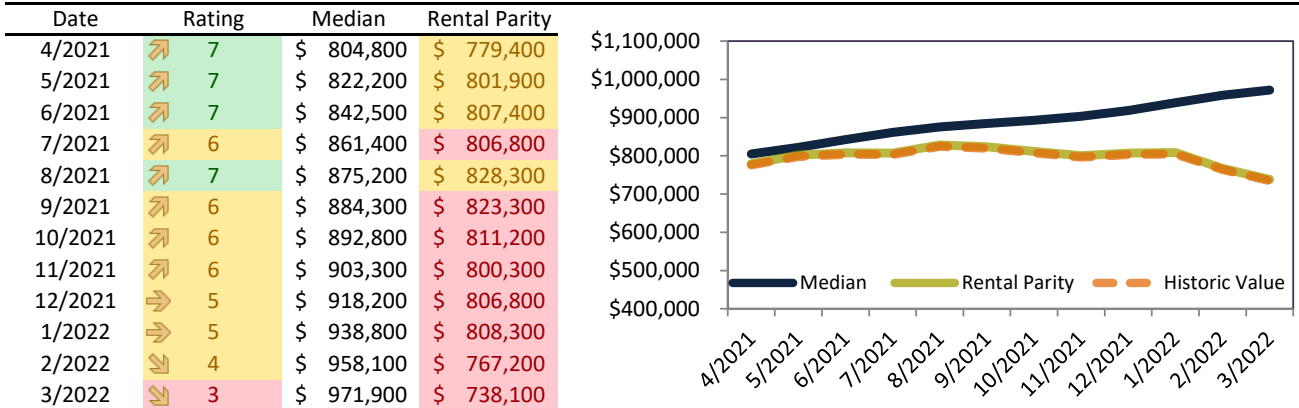 Date Rating Median Rental Parity
4/2021 7 $ 804,800 $ 779,400
5/2021 7 $ 822,200 $ 801,900
6/2021 7 $ 842,500 $ 807,400
7/2021 6 $ 861,400 $ 806,800
8/2021 7 $ 875,200 $ 828,300
9/2021 6 $ 884,300 $ 823,300
10/2021 6 $ 892,800 $ 811,200
11/2021 6 $ 903,300 $ 800,300
12/2021 5 $ 918,200 $ 806,800
1/2022 5 $ 938,800 $ 808,300
2/2022 4 $ 958,100 $ 767,200
3/2022 3 $ 971,900 $ 738,100
$1,100,000
$1,000,000
$900,000
$800,000
$700,000
$600,000
$500,000
$400,000
Median Rental Parity Historic Value
4/2021 5/2021 6/2021 7/2021 8/2021 9/2021 10/2021 11/2021 12/2021 1/2022 2/2022 3/2022